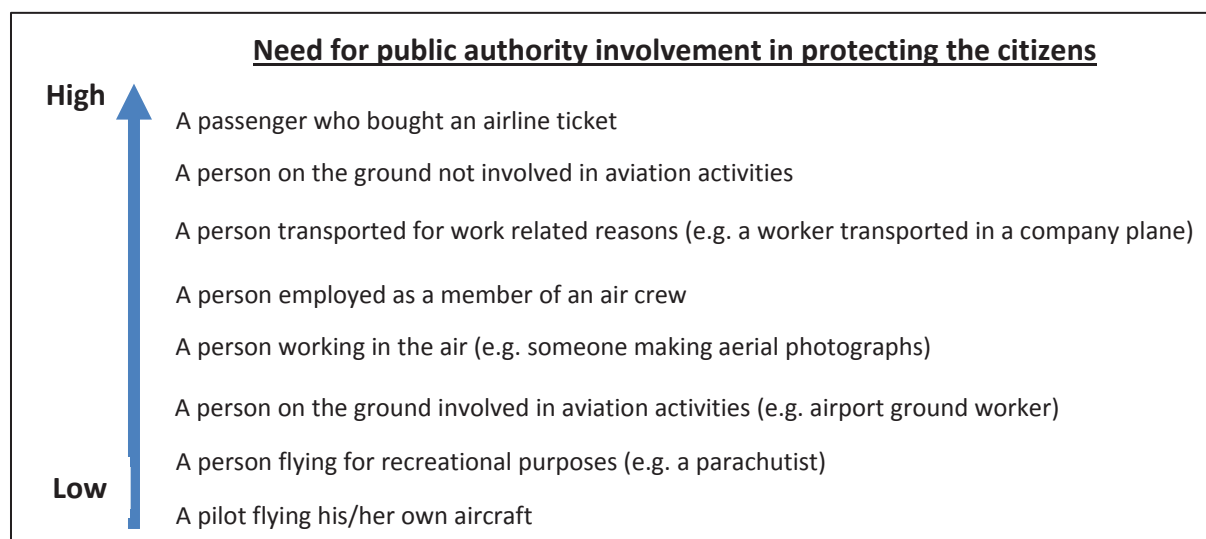 Need for public authority involvement in protecting the citizens
High
A passenger who bought an airline ticket
A person on the ground not involved in aviation activities
A person transported for work related reasons (e.g. a worker transported in a company plane)
A person employed as a member of an air crew
A person working in the air (e.g. someone making aerial photographs)
A person on the ground involved in aviation activities (e.g. airport ground worker)
A person flying for recreational purposes (e.g. a parachutist)
Low
A pilot flying his/her own aircraft